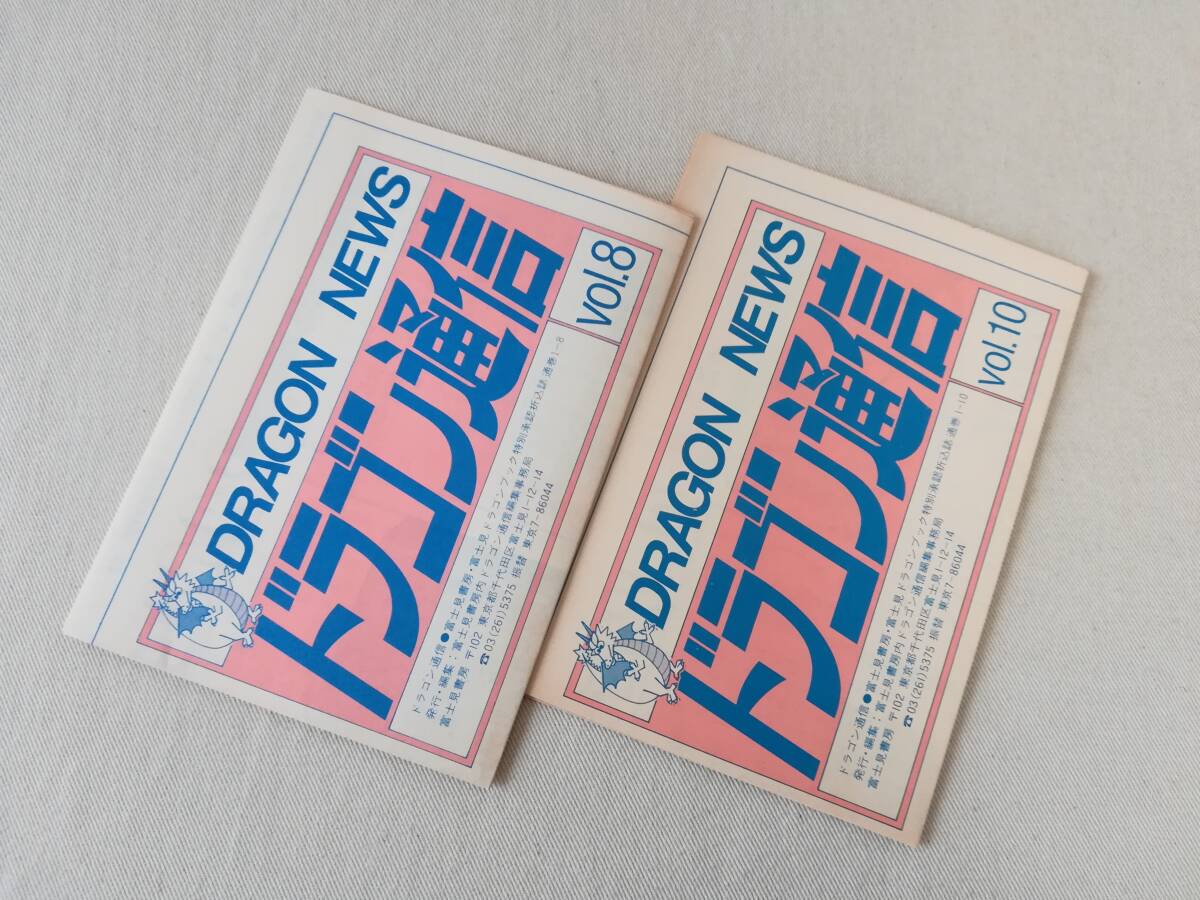 DRAGON NEWS
ドラゴン通信
vol.8
ドラゴン通信●富士見書房・富士見ドラゴンブック特別承認折込誌 通巻1-8
発行・編集:富士見書房内ドラゴン通信編集事務局
富士見書房 〒102 東京都千代田区富士見1-12-14
☎03(261)5375 振替 東京7-86044
DRAGON NEWS
ドラゴン通信
vol.10
ドラゴン通信●富士見書房・富士見ドラゴンブック特別承認折込誌 通巻1-10
発行・編集:富士見書房内ドラゴン通信編集事務局
富士見書房 〒102 東京都千代田区富士見1-12-14
☎03(261)5375 振替 東京7-86044